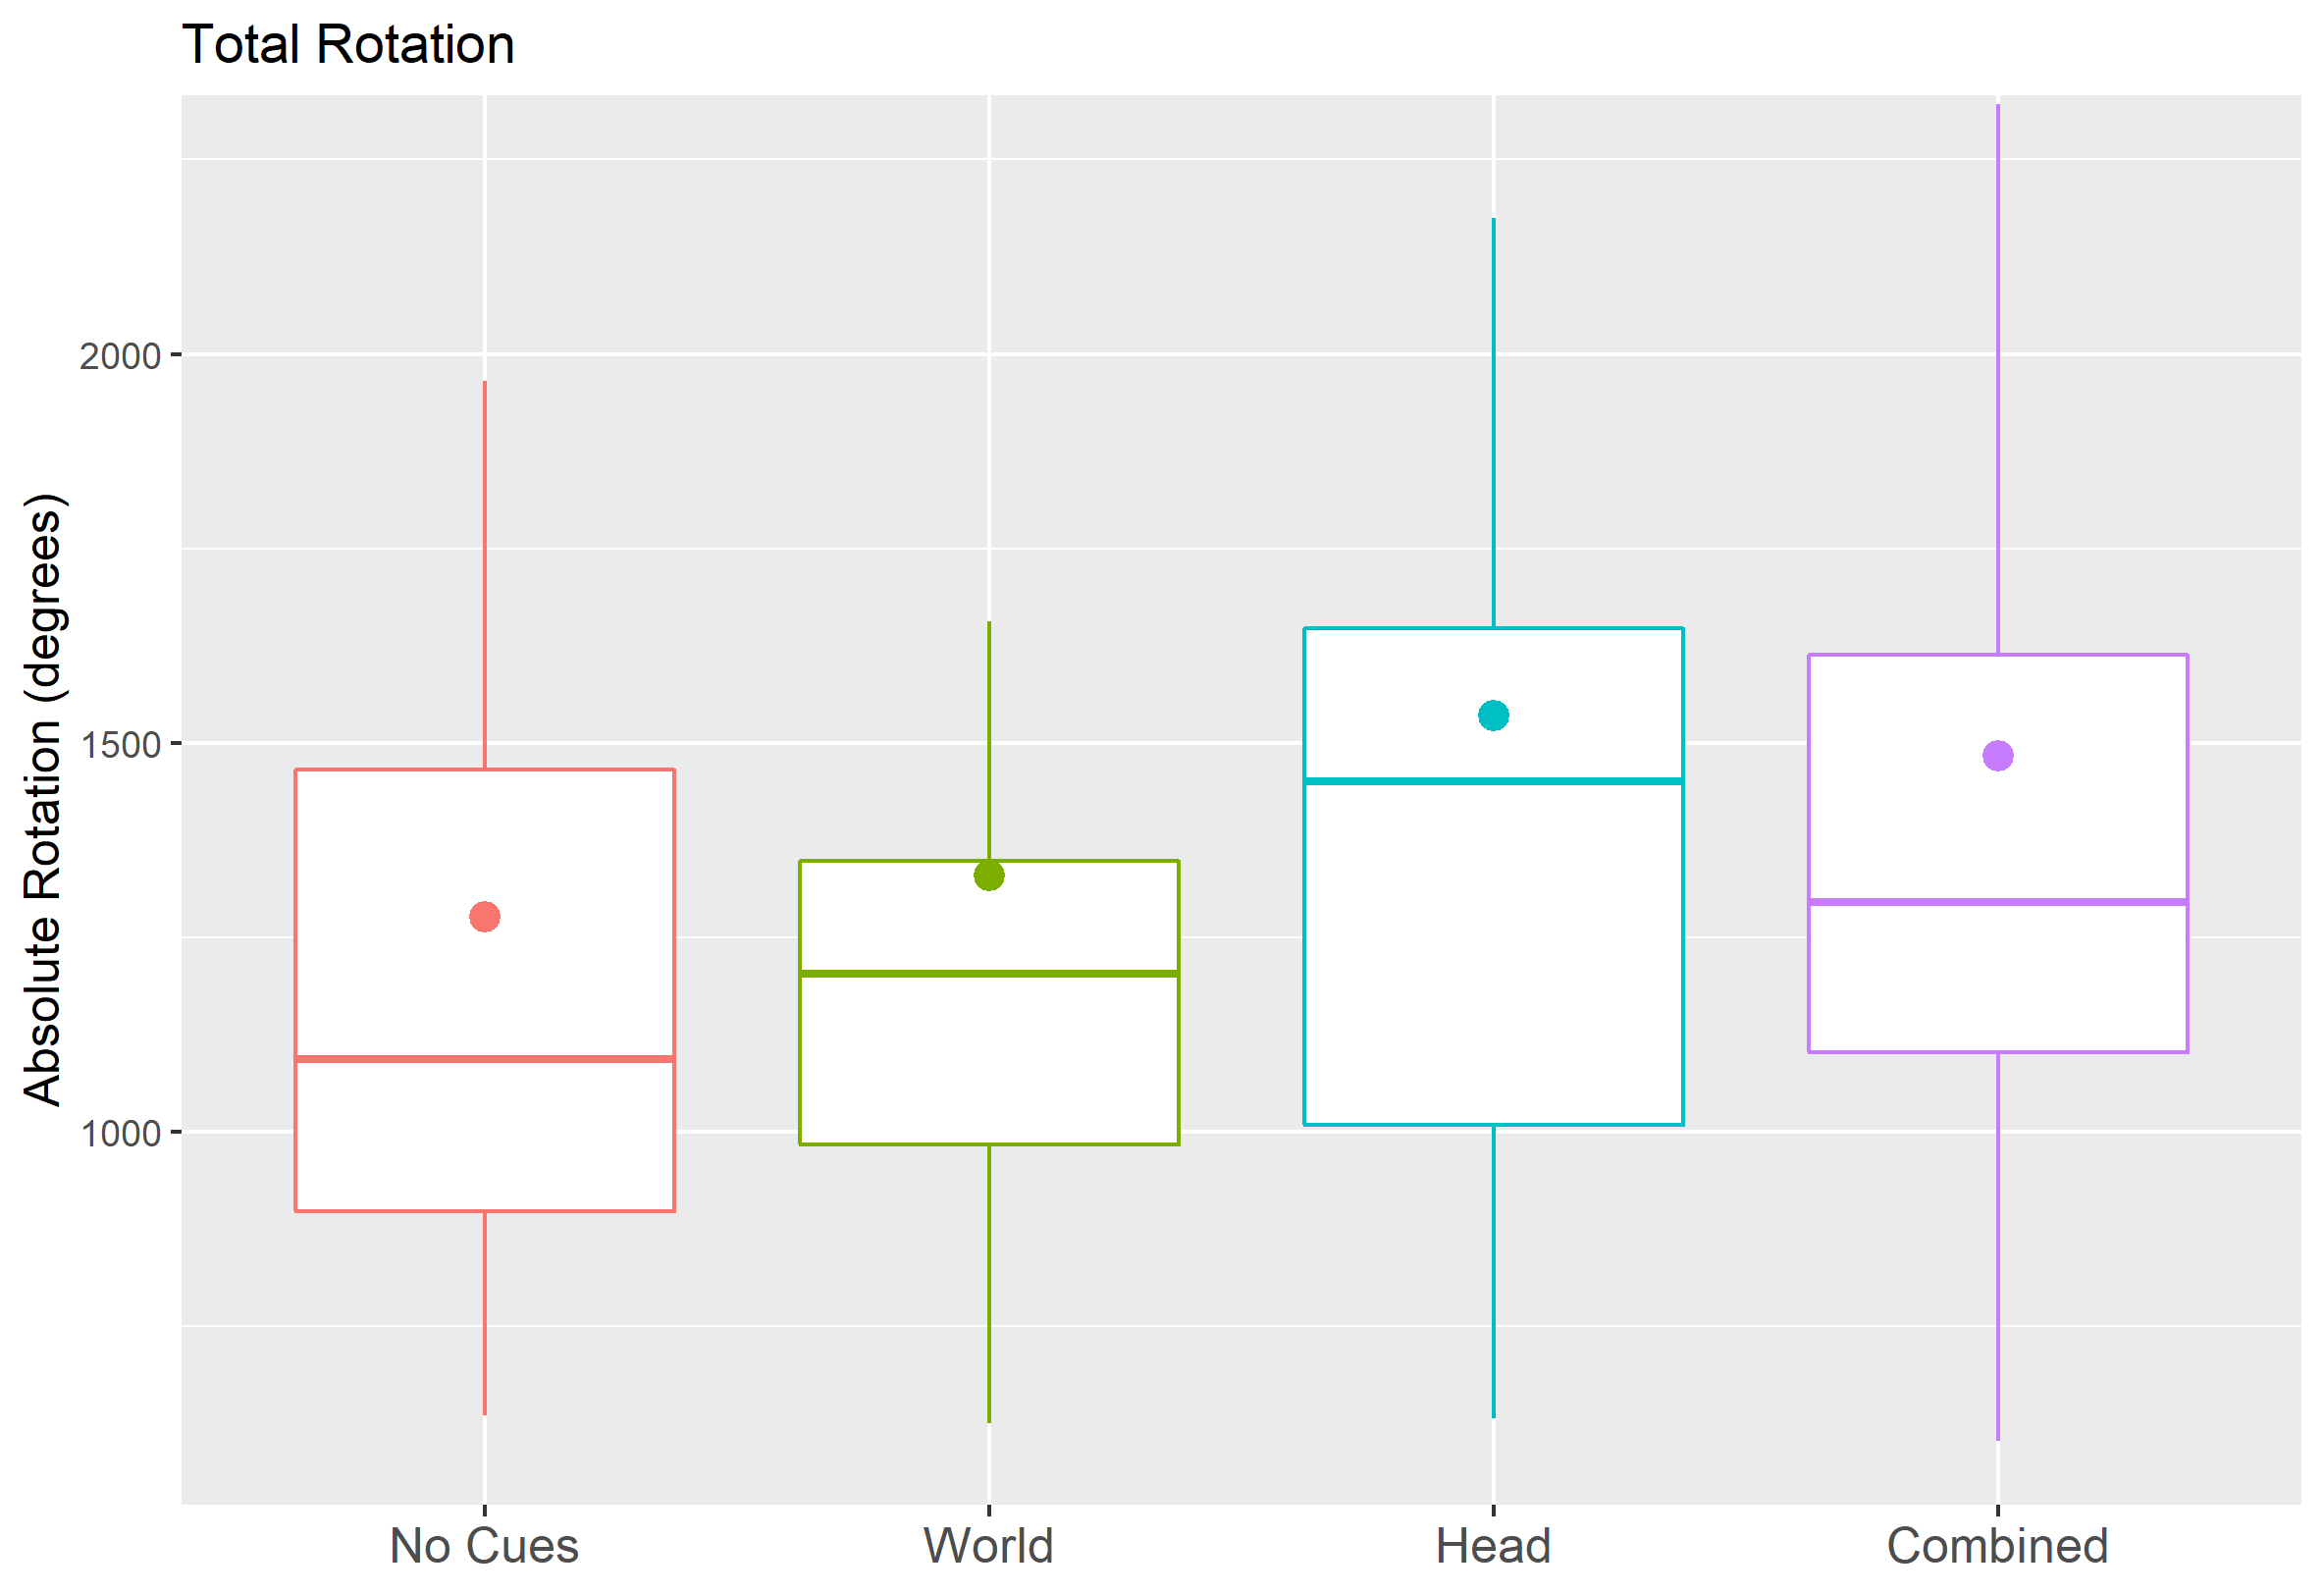 Total Rotation
Absolute Rotation (degrees)
2000
1500
1000
No Cues
World
Head
Combined